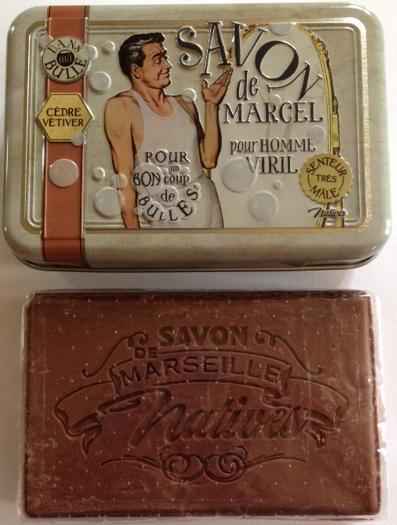 DANS
ma
BULLE
CÈDRE
VÉTIVER
SAVON
de
MARCEL
pour HOMME
VIRIL
POUR
un
BON coup
de
BULLES
SENTEUR
TRÈS
MÂLE
Natives
SAVON
DE
MARSEILLE
Natives